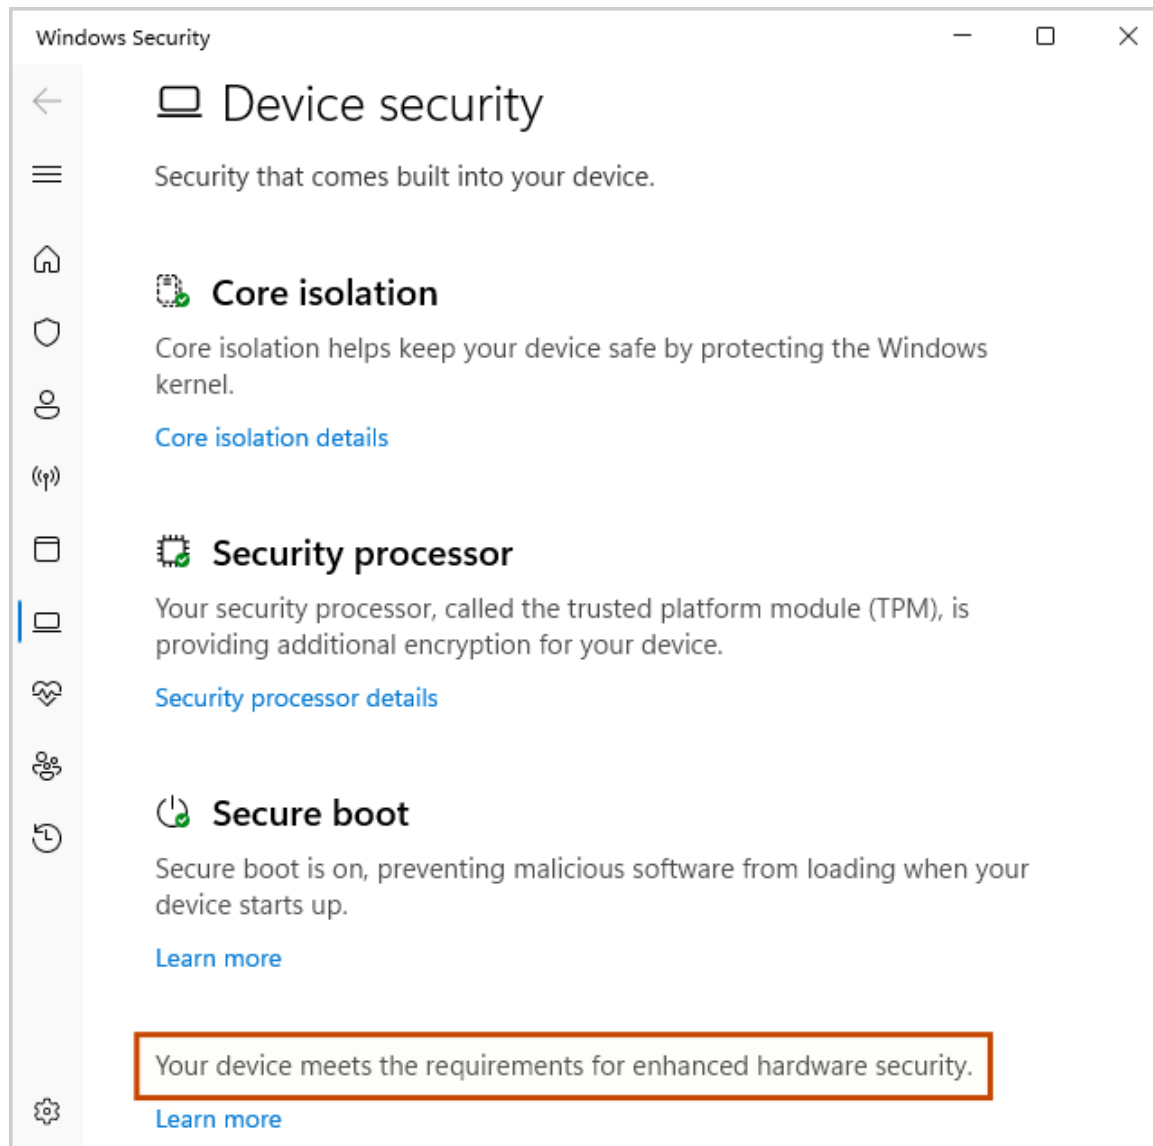 Windows Security
Device security
Security that comes built into your device.
Core isolation
Core isolation helps keep your device safe by protecting the Windows
kernel.
Core isolation details
Security processor
Your security processor, called the trusted platform module (TPM), is
providing additional encryption for your device.
Security processor details
Secure boot
Secure boot is on, preventing malicious software from loading when your
device starts up.
Learn more
Your device meets the requirements for enhanced hardware security.
Learn more